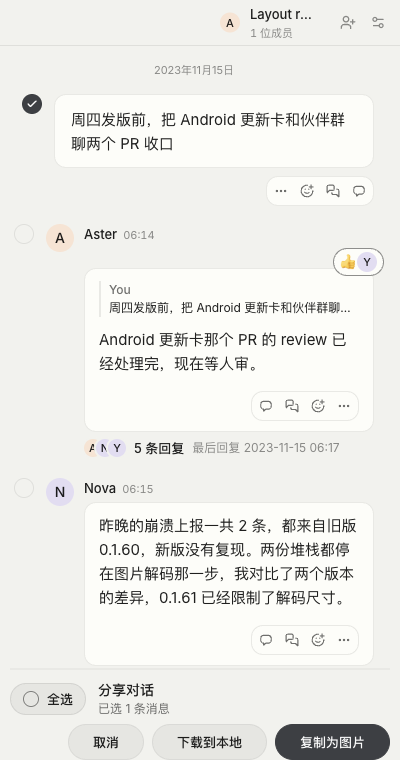 A
Layout r...
1 位成员
2023年11月15日
周四发版前，把 Android 更新卡和伙伴群
聊两个 PR 收口
A
Aster 06:14
👍 Y
You
周四发版前，把 Android 更新卡和伙伴群聊...
Android 更新卡那个 PR 的 review 已
经处理完，现在等人审。
A N Y 5 条回复 最后回复 2023-11-15 06:17
N
Nova 06:15
昨晚的崩溃上报一共 2 条，都来自旧版
0.1.60，新版没有复现。两份堆栈都停
在图片解码那一步，我对比了两个版本
的差异，0.1.61 已经限制了解码尺寸。
全选
分享对话
已选 1 条消息
取消
下载到本地
复制为图片